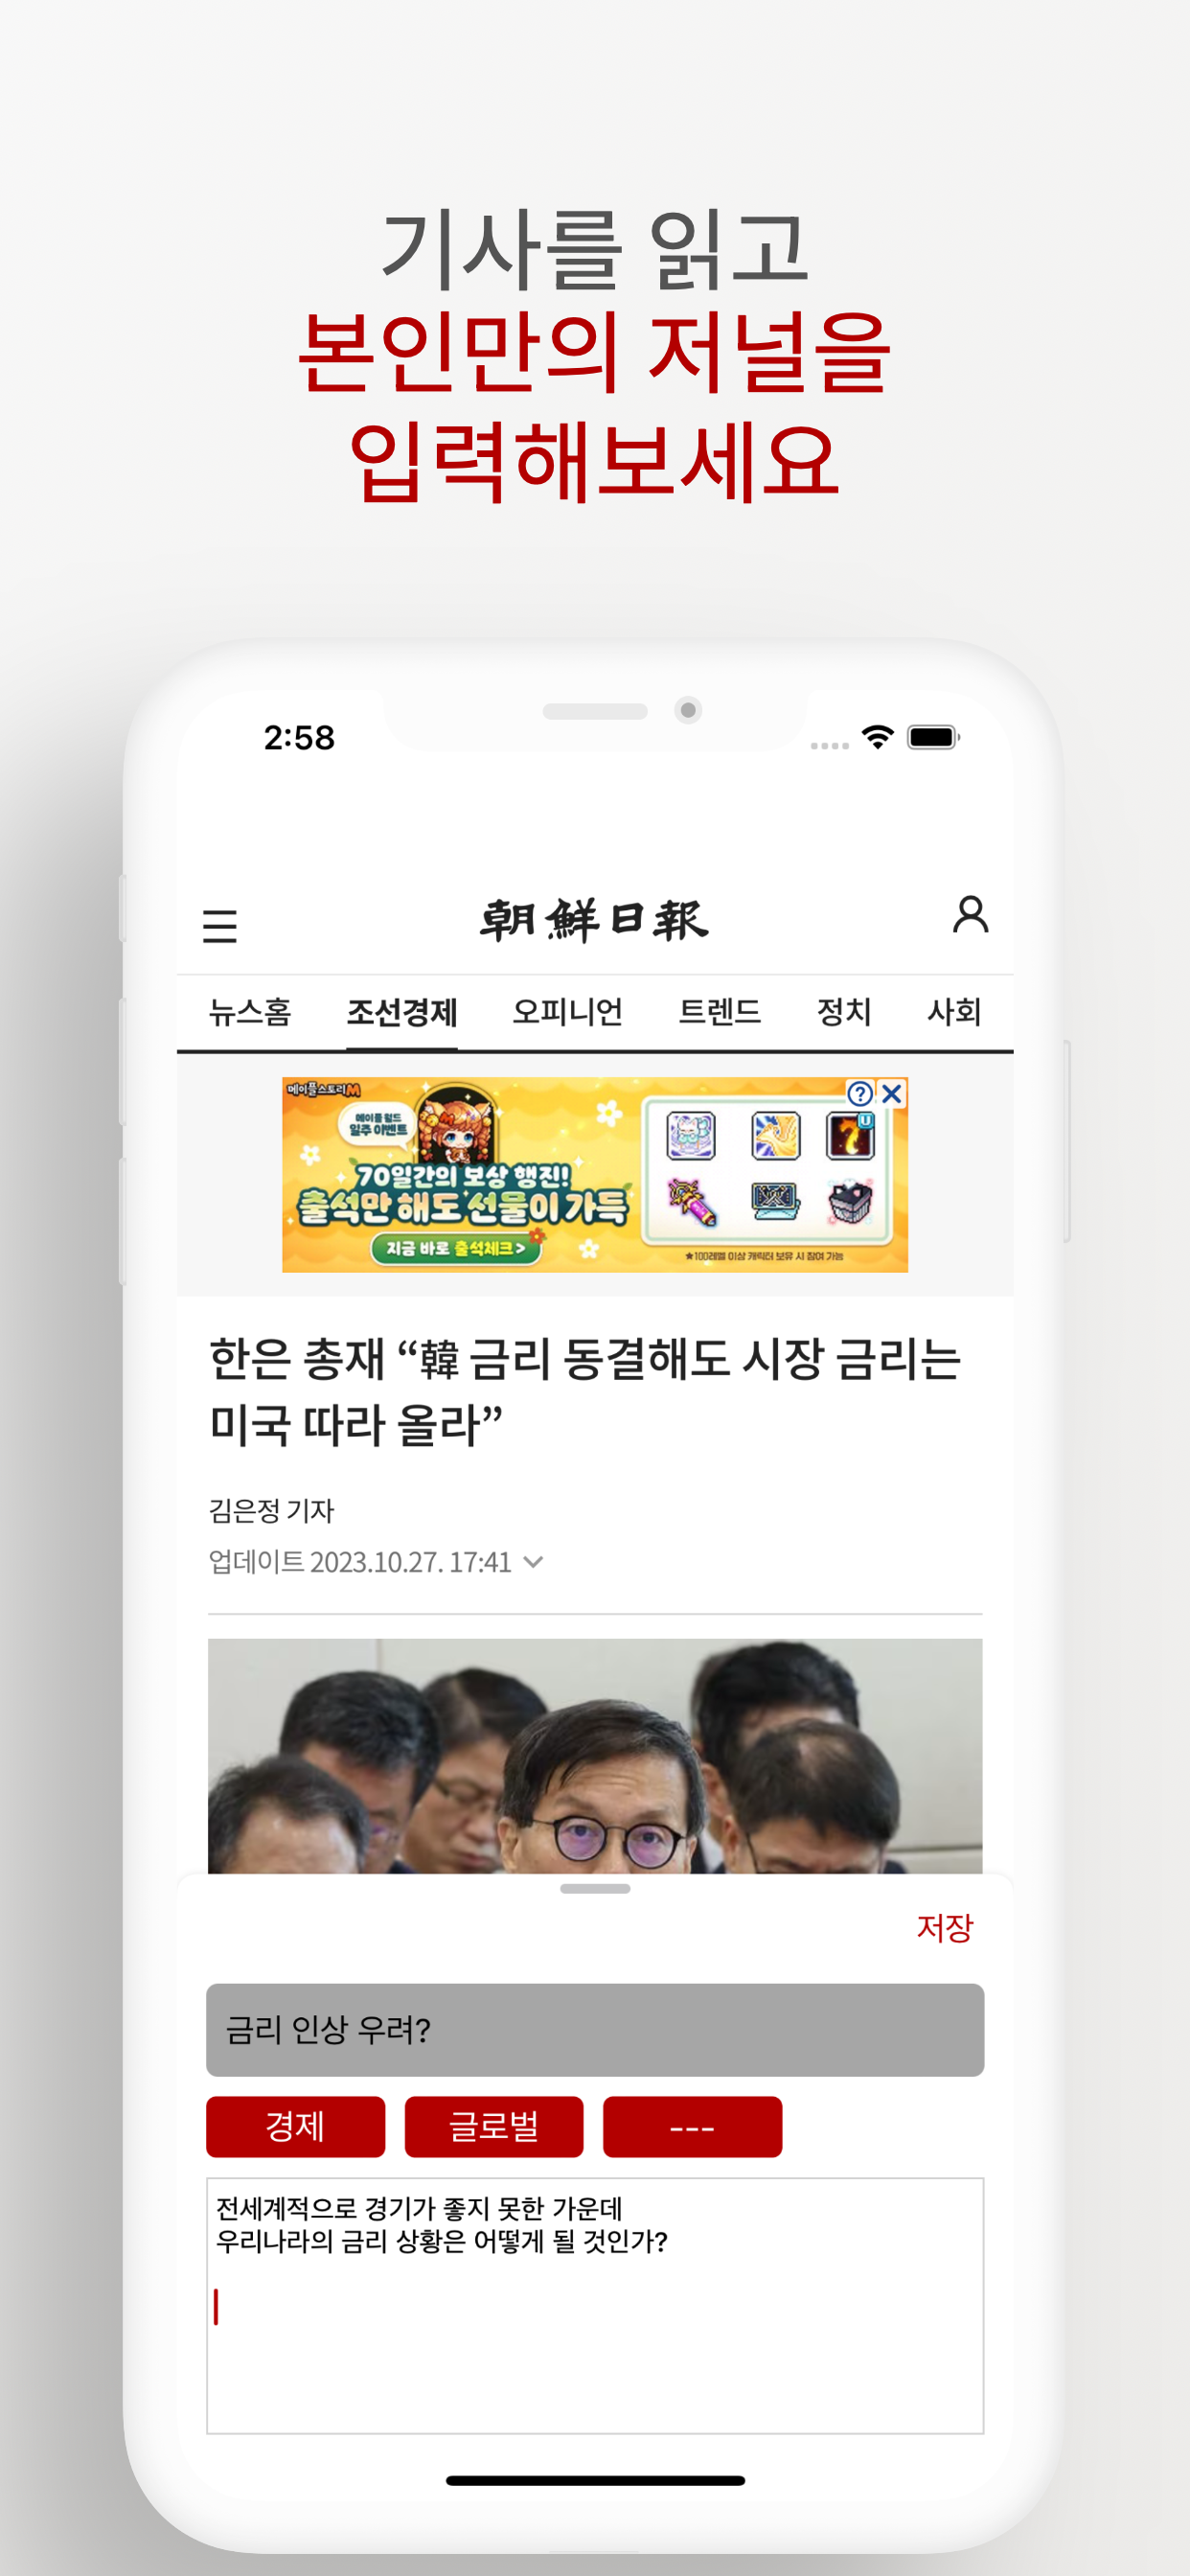 기사를 읽고
본인만의 저널을
입력해보세요
2:58
朝鮮日報
뉴스홈 조선경제 오피니언 트렌드 정치 사회
메이플스토리M
메이플 월드
일주 이벤트
70일간의 보상 행진!
출석만 해도 선물이 가득
지금 바로 출석체크>
★100레벨 이상 캐릭터 보유 시 참여 가능
한은 총재 “韓 금리 동결해도 시장 금리는
미국 따라 올라”
김은정 기자
업데이트 2023.10.27. 17:41
저장
금리 인상 우려?
경제 글로벌 ---
전세계적으로 경기가 좋지 못한 가운데
우리나라의 금리 상황은 어떻게 될 것인가?